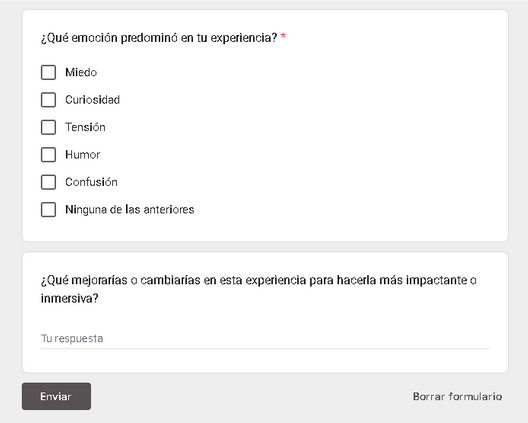 ¿Qué emoción predominó en tu experiencia? *
Miedo
Curiosidad
Tensión
Humor
Confusión
Ninguna de las anteriores
¿Qué mejorarías o cambiarías en esta experiencia para hacerla más impactante o
inmersiva?
Tu respuesta
Enviar
Borrar formulario